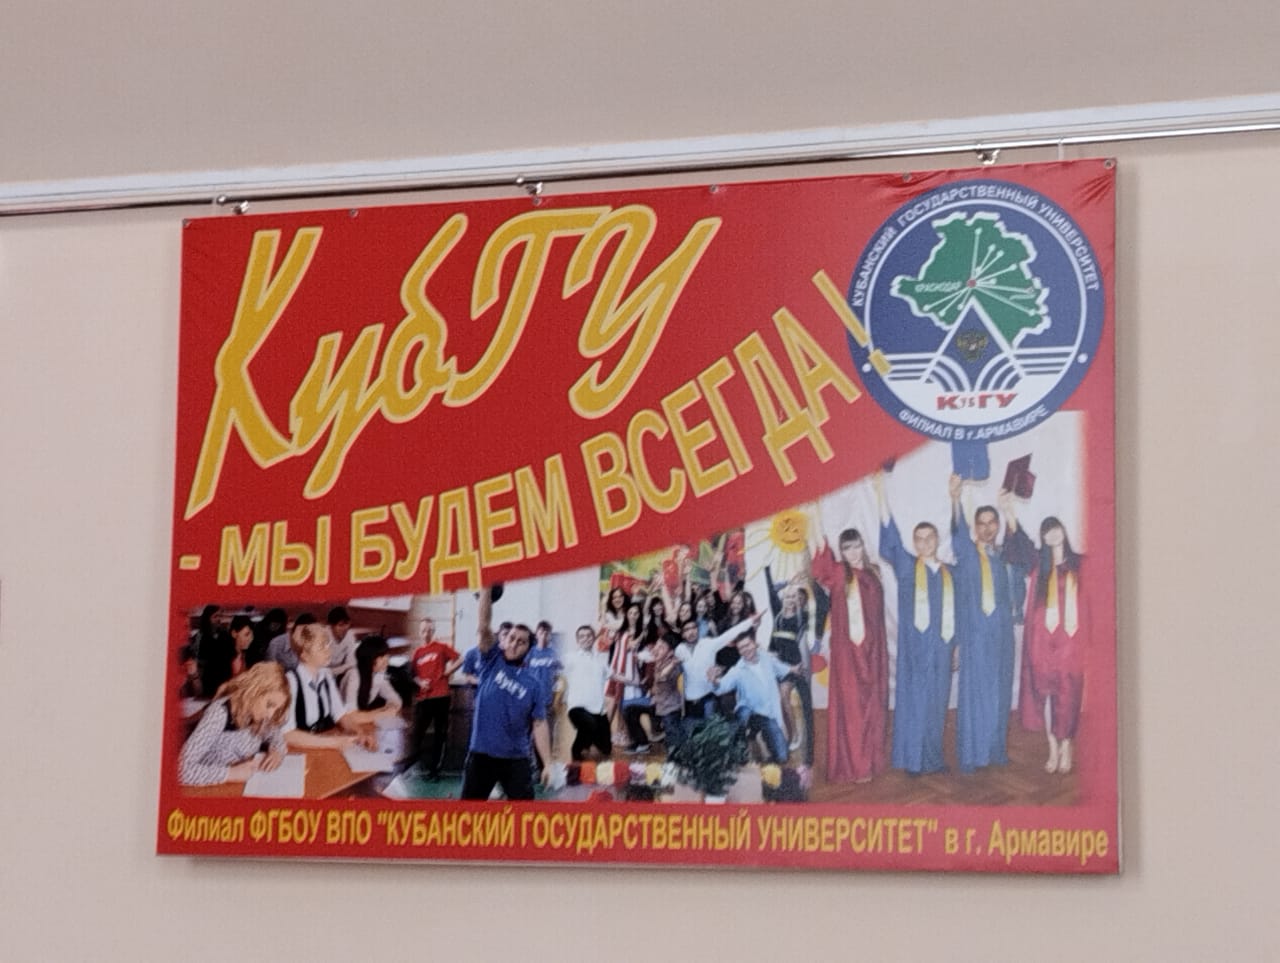 КубГУ
- МЫ БУДЕМ ВСЕГДА !
КУБАНСКИЙ ГОСУДАРСТВЕННЫЙ УНИВЕРСИТЕТ
КРАСНОДАР
КУБГУ
ФИЛИАЛ В г.АРМАВИРЕ
КубГУ
Филиал ФГБОУ ВПО "КУБАНСКИЙ ГОСУДАРСТВЕННЫЙ УНИВЕРСИТЕТ" в г. Армавире